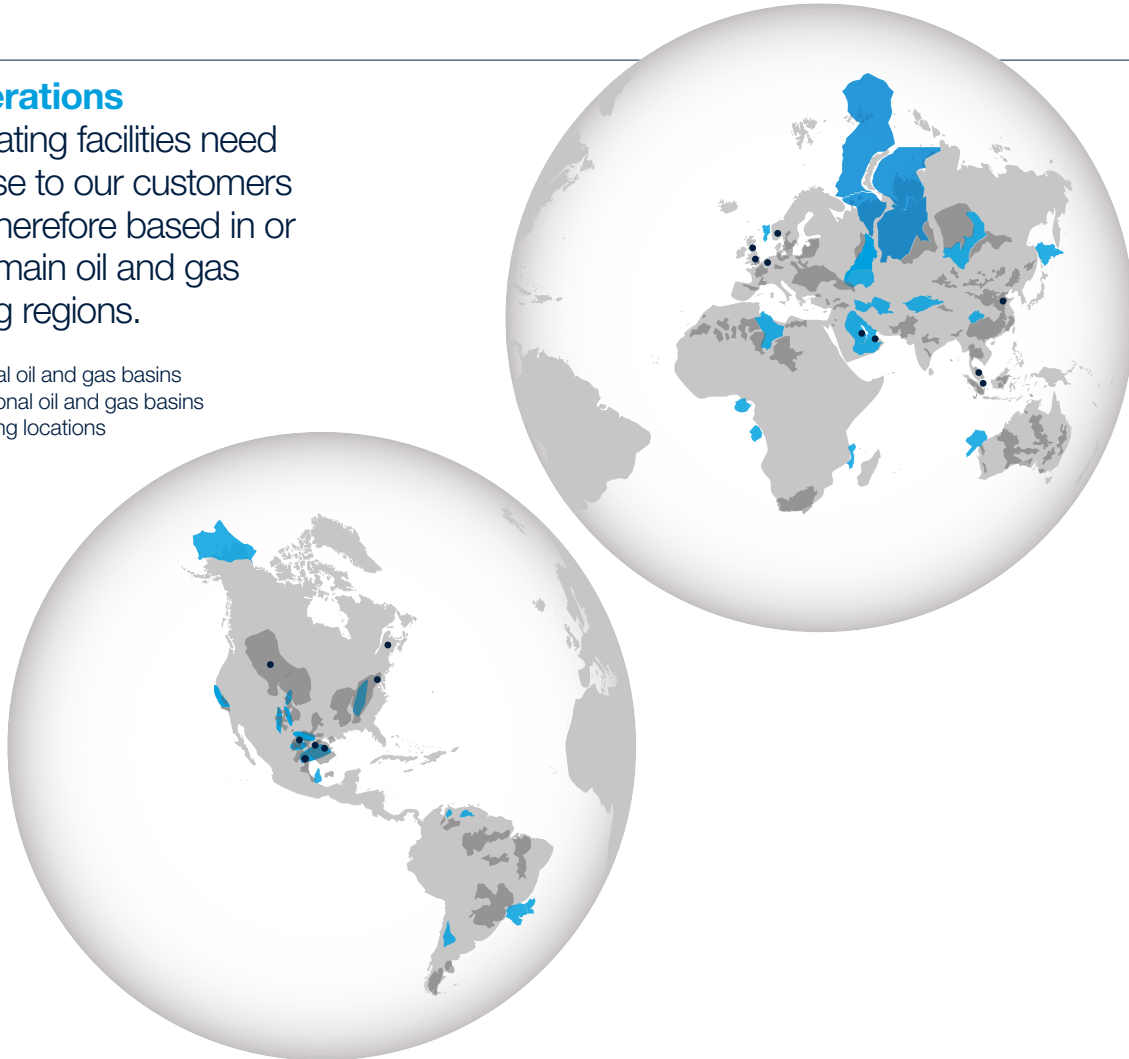 erations
ating facilities need
se to our customers
herefore based in or
main oil and gas
g regions.
al oil and gas basins
onal oil and gas basins
ng locations